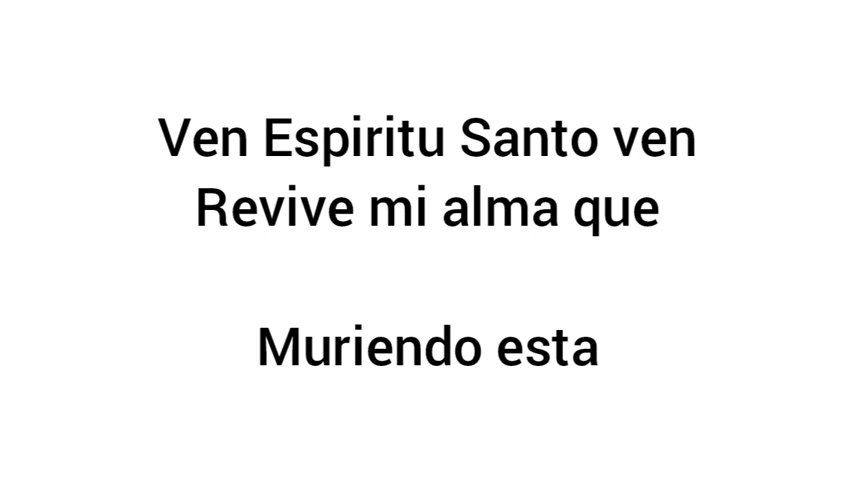 Ven Espiritu Santo ven
Revive mi alma que
Muriendo esta